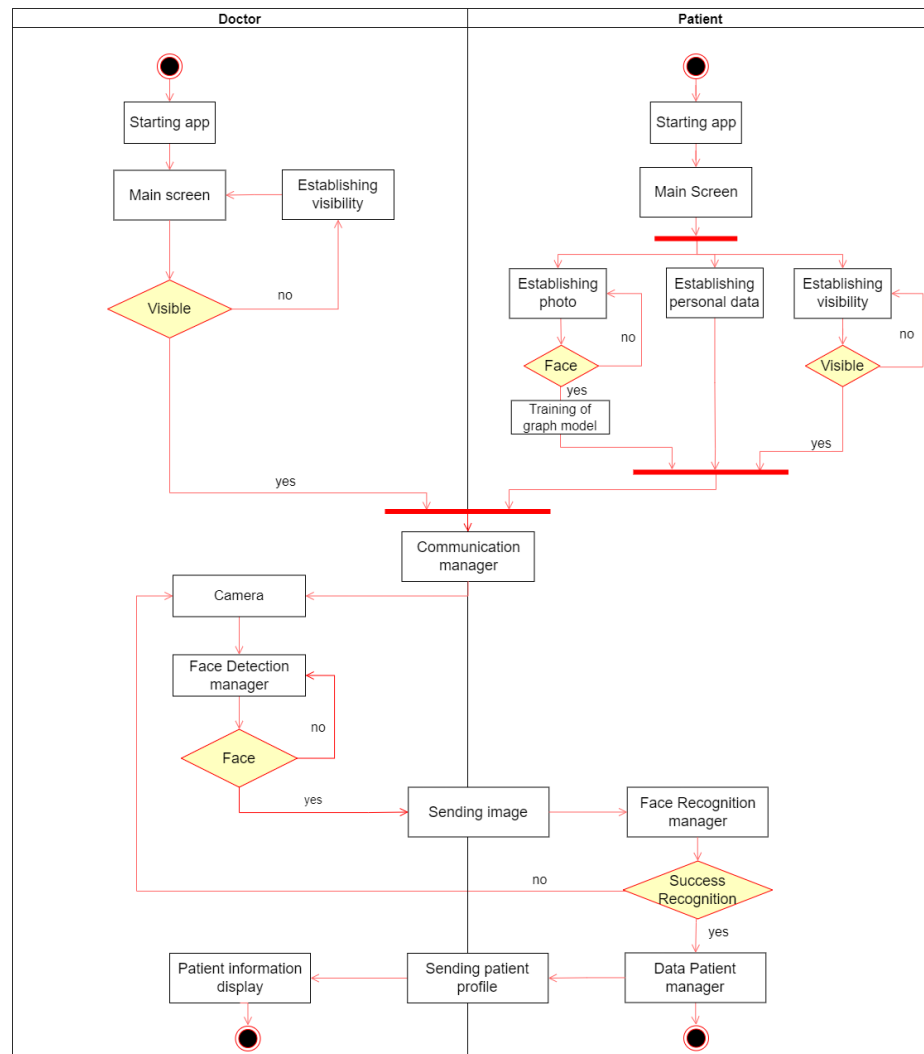 Doctor
Patient
Starting app
Starting app
Main screen
Establishing
visibility
Main Screen
Visible
no
Establishing
photo
Establishing
personal data
Establishing
visibility
no
no
Face
Visible
yes
Training of
graph model
yes
yes
Communication
manager
Camera
Face Detection
manager
no
Face
yes
Sending image
Face Recognition
manager
no
Success
Recognition
yes
Patient information
display
Sending patient
profile
Data Patient
manager